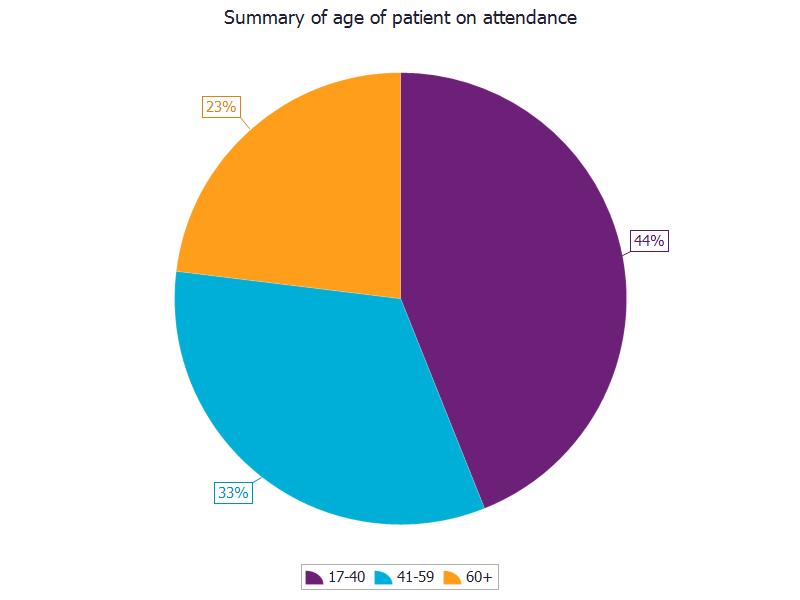 Summary of age of patient on attendance
23%
44%
33%
17-40 41-59 60+